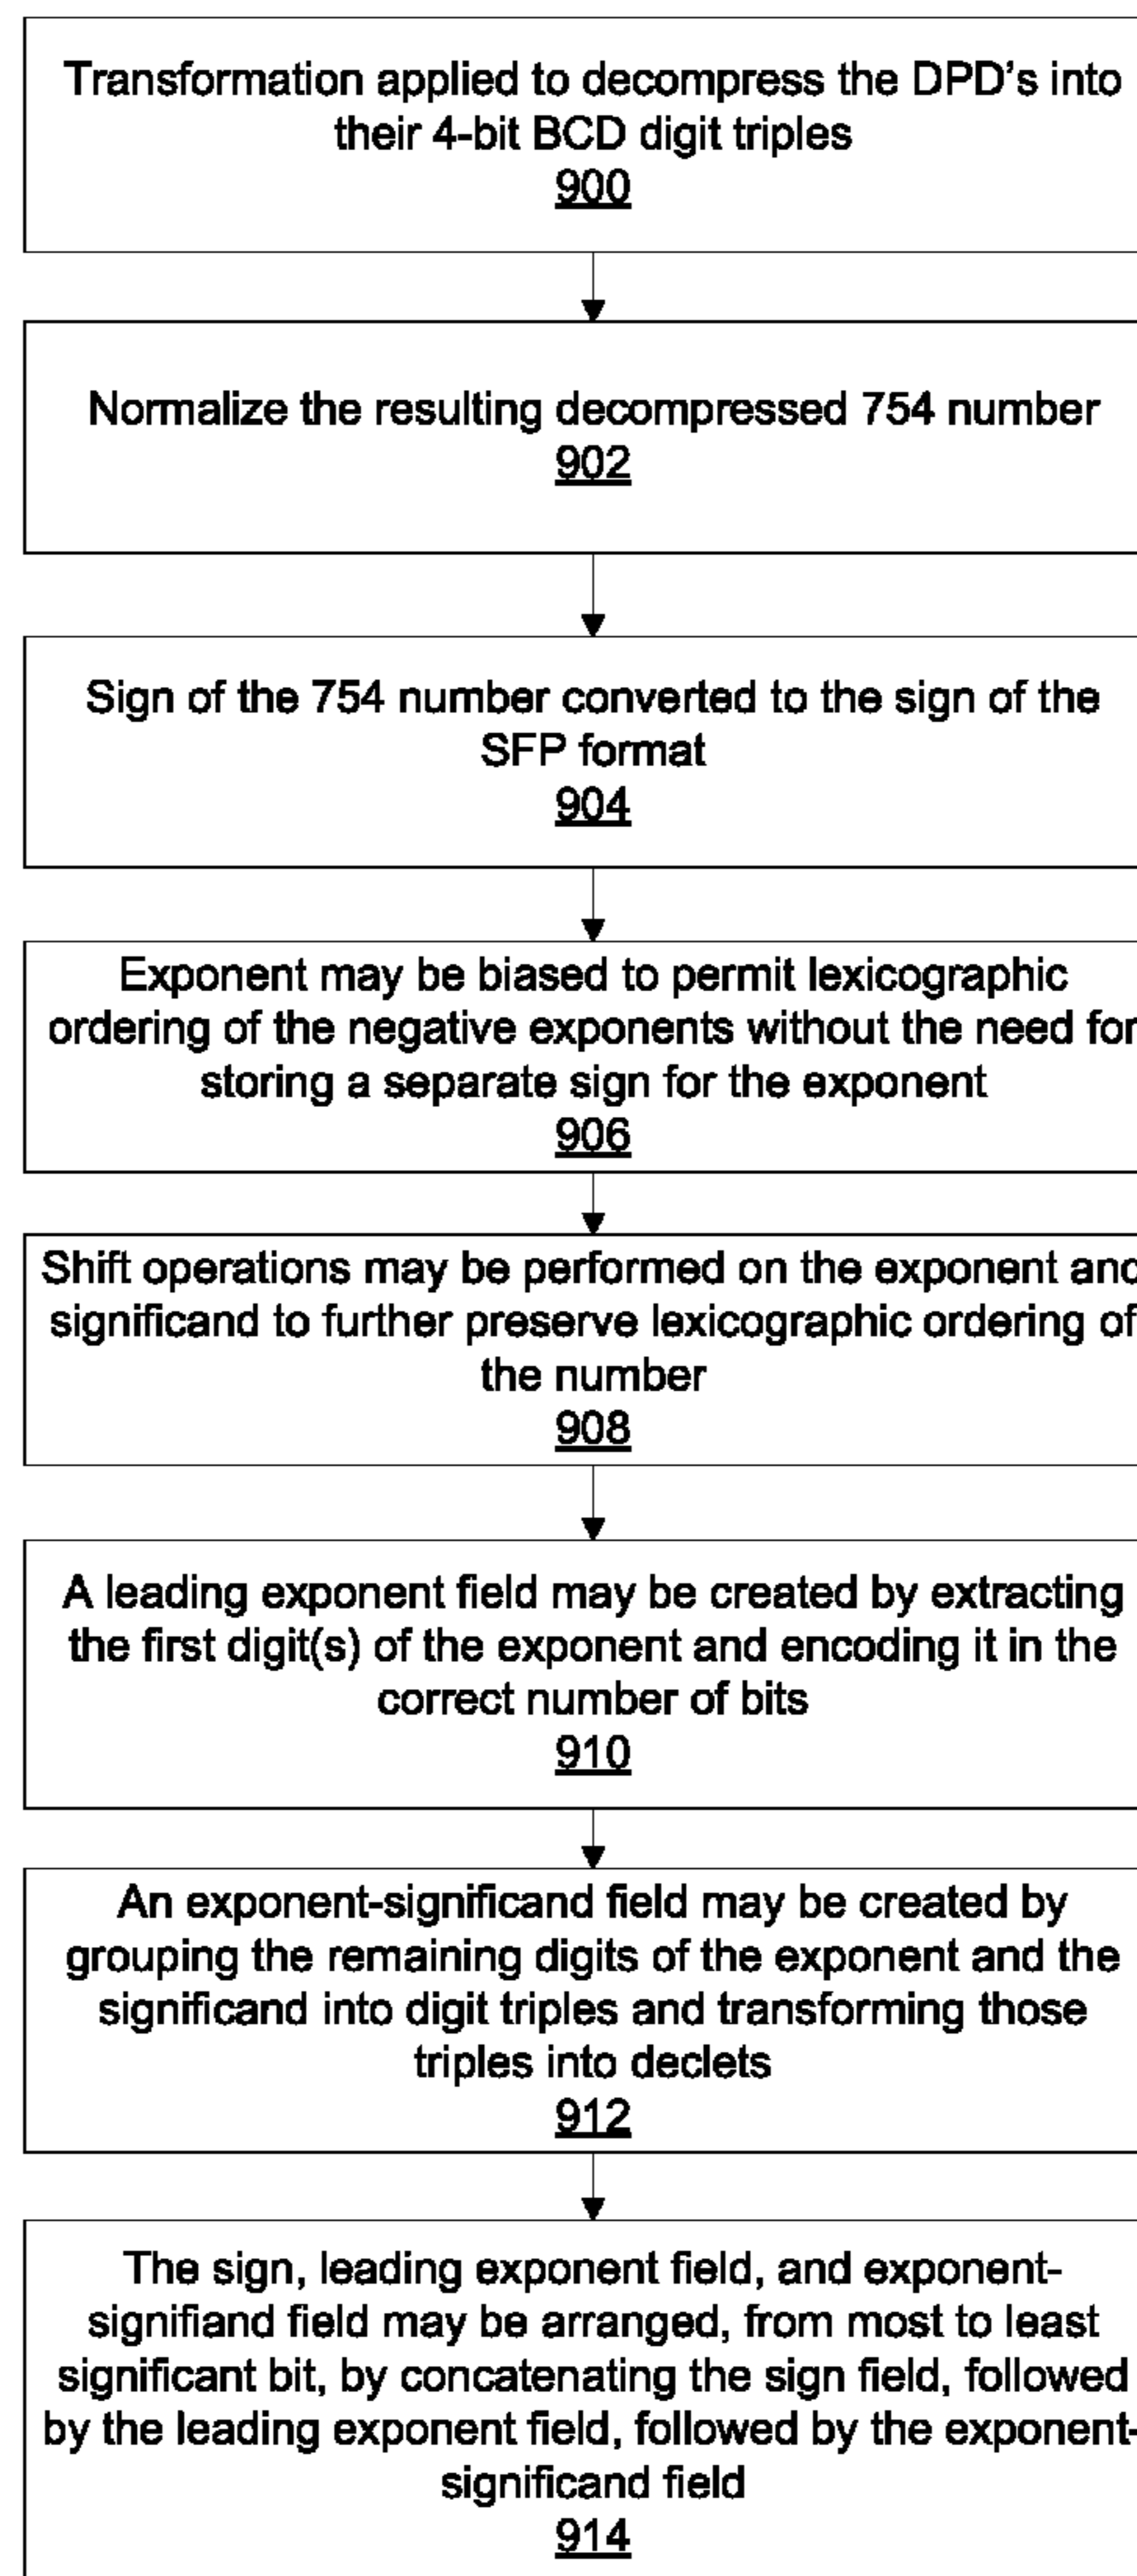 Transformation applied to decompress the DPD's into
their 4-bit BCD digit triples
900
Normalize the resulting decompressed 754 number
902
Sign of the 754 number converted to the sign of the
SFP format
904
Exponent may be biased to permit lexicographic
ordering of the negative exponents without the need for
storing a separate sign for the exponent
906
Shift operations may be performed on the exponent and
significand to further preserve lexicographic ordering of
the number
908
A leading exponent field may be created by extracting
the first digit(s) of the exponent and encoding it in the
correct number of bits
910
An exponent-significand field may be created by
grouping the remaining digits of the exponent and the
significand into digit triples and transforming those
triples into declets
912
The sign, leading exponent field, and exponent-
signifiand field may be arranged, from most to least
significant bit, by concatenating the sign field, followed
by the leading exponent field, followed by the exponent-
significand field
914